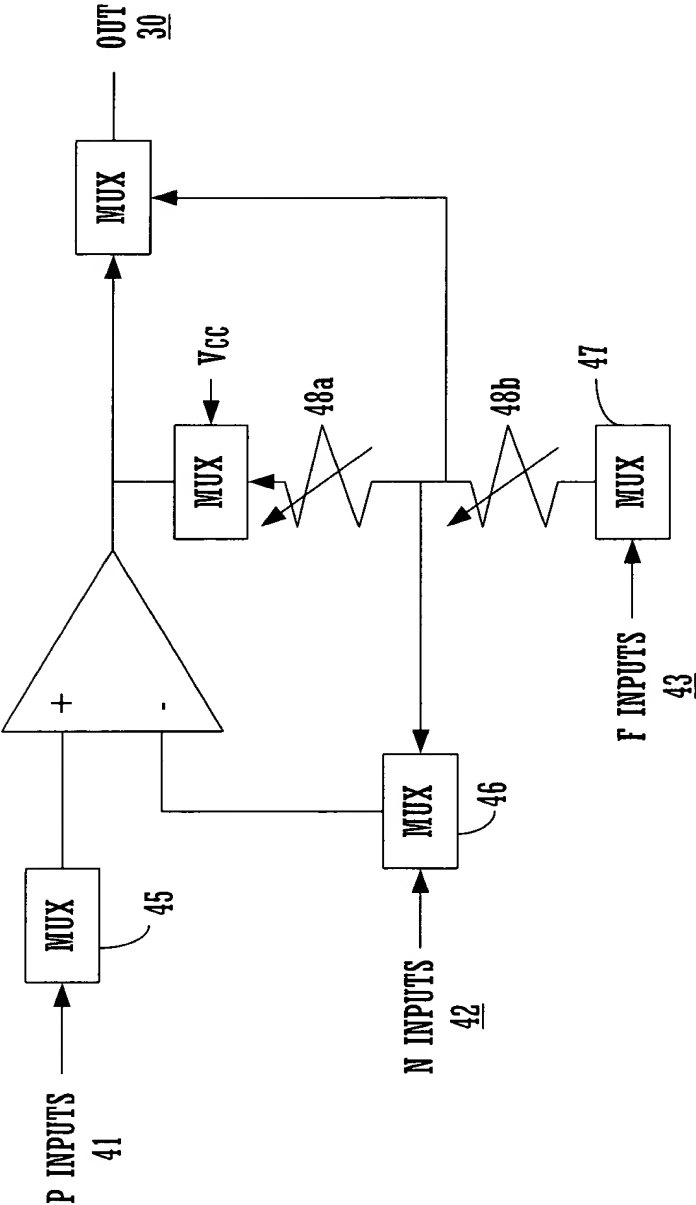 P INPUTS
41
MUX
45
+
-
N INPUTS
42
MUX
46
MUX
Vcc
48a
48b
F INPUTS
43
MUX
47
MUX
OUT
30